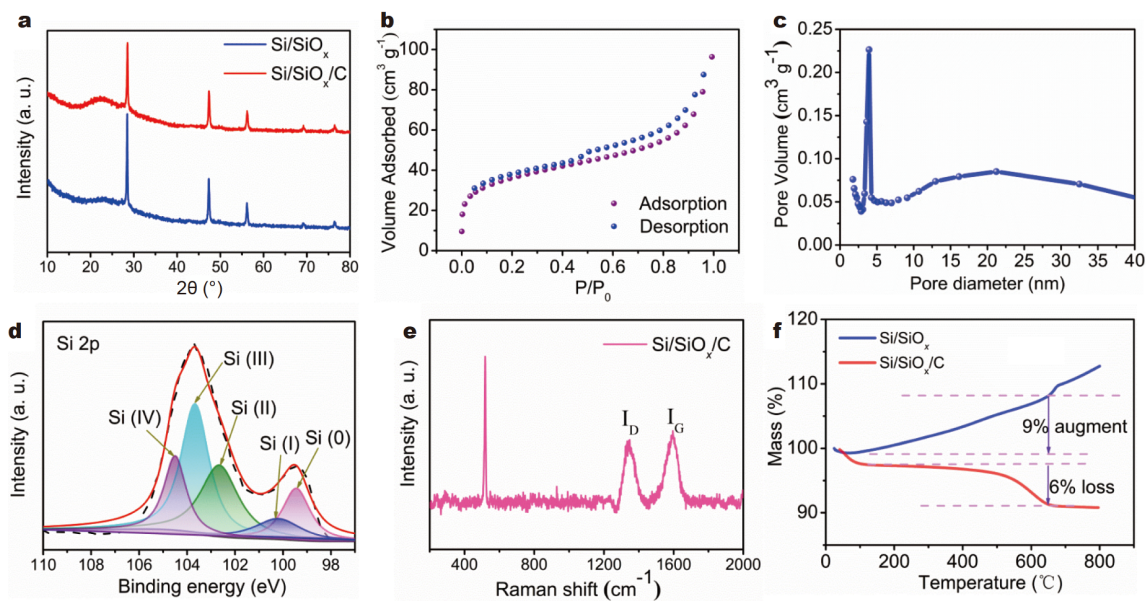 a
Si/SiOₓ
Si/SiOₓ/C
Intensity (a. u.)
10 20 30 40 50 60 70 80
2θ (°)
b
Volume Adsorbed (cm³ g⁻¹)
100
80
60
40
20
0
Adsorption
Desorption
0.0 0.2 0.4 0.6 0.8 1.0
P/P₀
c
Pore Volume (cm³ g⁻¹)
0.25
0.20
0.15
0.10
0.05
0.00
0 5 10 15 20 25 30 35 40
Pore diameter (nm)
d
Si 2p
Si (III)
Si (IV)
Si (II)
Si (I)
Si (0)
Intensity (a. u.)
110 108 106 104 102 100 98
Binding energy (eV)
e
Si/SiOₓ/C
I_D
I_G
Intensity (a. u.)
400 800 1200 1600 2000
Raman shift (cm⁻¹)
f
120
110
100
90
Mass (%)
Si/SiOₓ
Si/SiOₓ/C
9% augment
6% loss
0 200 400 600 800
Temperature (℃)